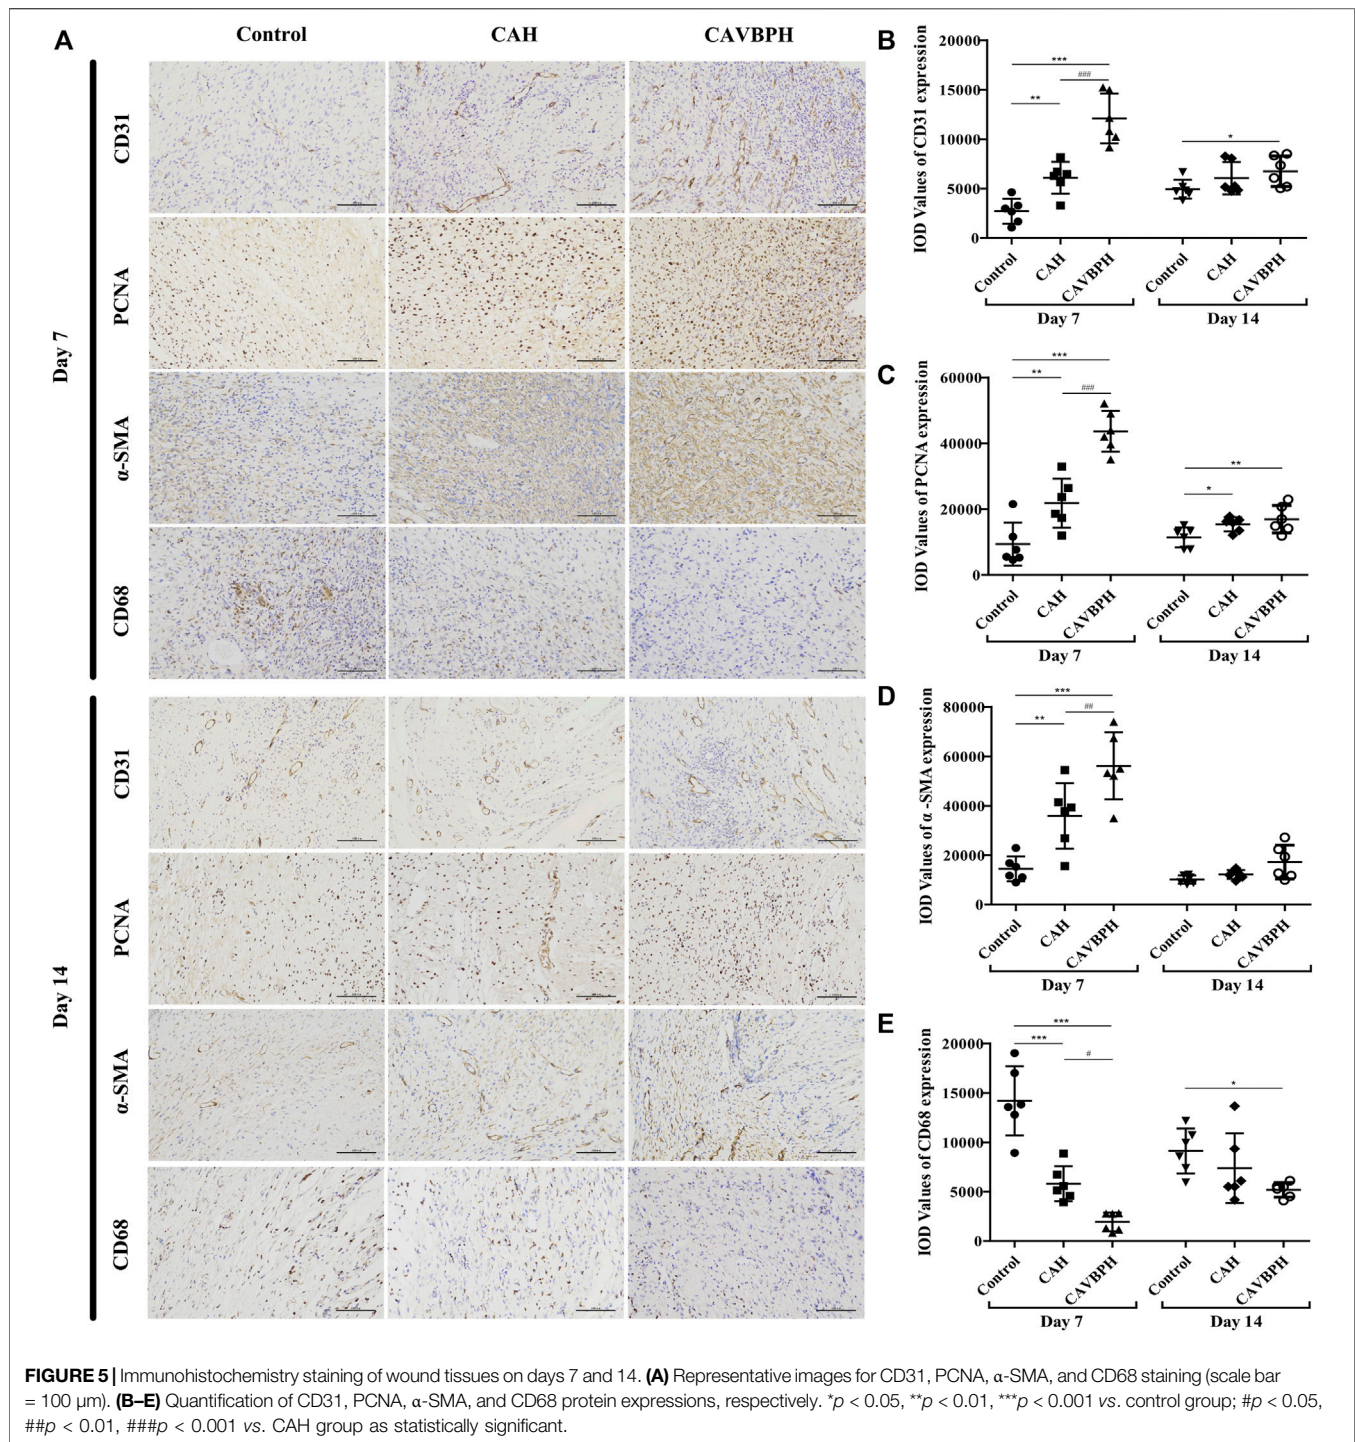 A
Control
CAH
CAVBPH
Day 7
CD31
PCNA
α-SMA
CD68
Day 14
CD31
PCNA
α-SMA
CD68
B
IOD Values of CD31 expression
20000
15000
10000
5000
0
***
###
**
*
Control
CAH
CAVBPH
Control
CAH
CAVBPH
Day 7
Day 14
C
IOD Values of PCNA expression
60000
40000
20000
0
***
**
###
**
*
Control
CAH
CAVBPH
Control
CAH
CAVBPH
Day 7
Day 14
D
IOD Values of α -SMA expression
80000
60000
40000
20000
0
***
##
**
Control
CAH
CAVBPH
Control
CAH
CAVBPH
Day 7
Day 14
E
IOD Values of CD68 expression
20000
15000
10000
5000
0
***
***
#
*
Control
CAH
CAVBPH
Control
CAH
CAVBPH
Day 7
Day 14
FIGURE 5 | Immunohistochemistry staining of wound tissues on days 7 and 14. (A) Representative images for CD31, PCNA, α-SMA, and CD68 staining (scale bar
= 100 μm). (B–E) Quantification of CD31, PCNA, α-SMA, and CD68 protein expressions, respectively. *p < 0.05, **p < 0.01, ***p < 0.001 vs. control group; #p < 0.05,
##p < 0.01, ###p < 0.001 vs. CAH group as statistically significant.